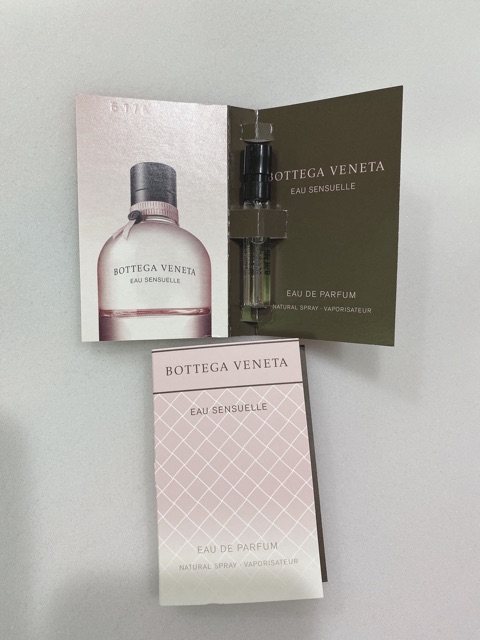 BOTTEGA VENETA
EAU SENSUELLE
BOTTEGA VENETA
EAU SENSUELLE
EAU DE PARFUM
NATURAL SPRAY - VAPORISATEUR
BOTTEGA VENETA
EAU SENSUELLE
EAU DE PARFUM
NATURAL SPRAY - VAPORISATEUR